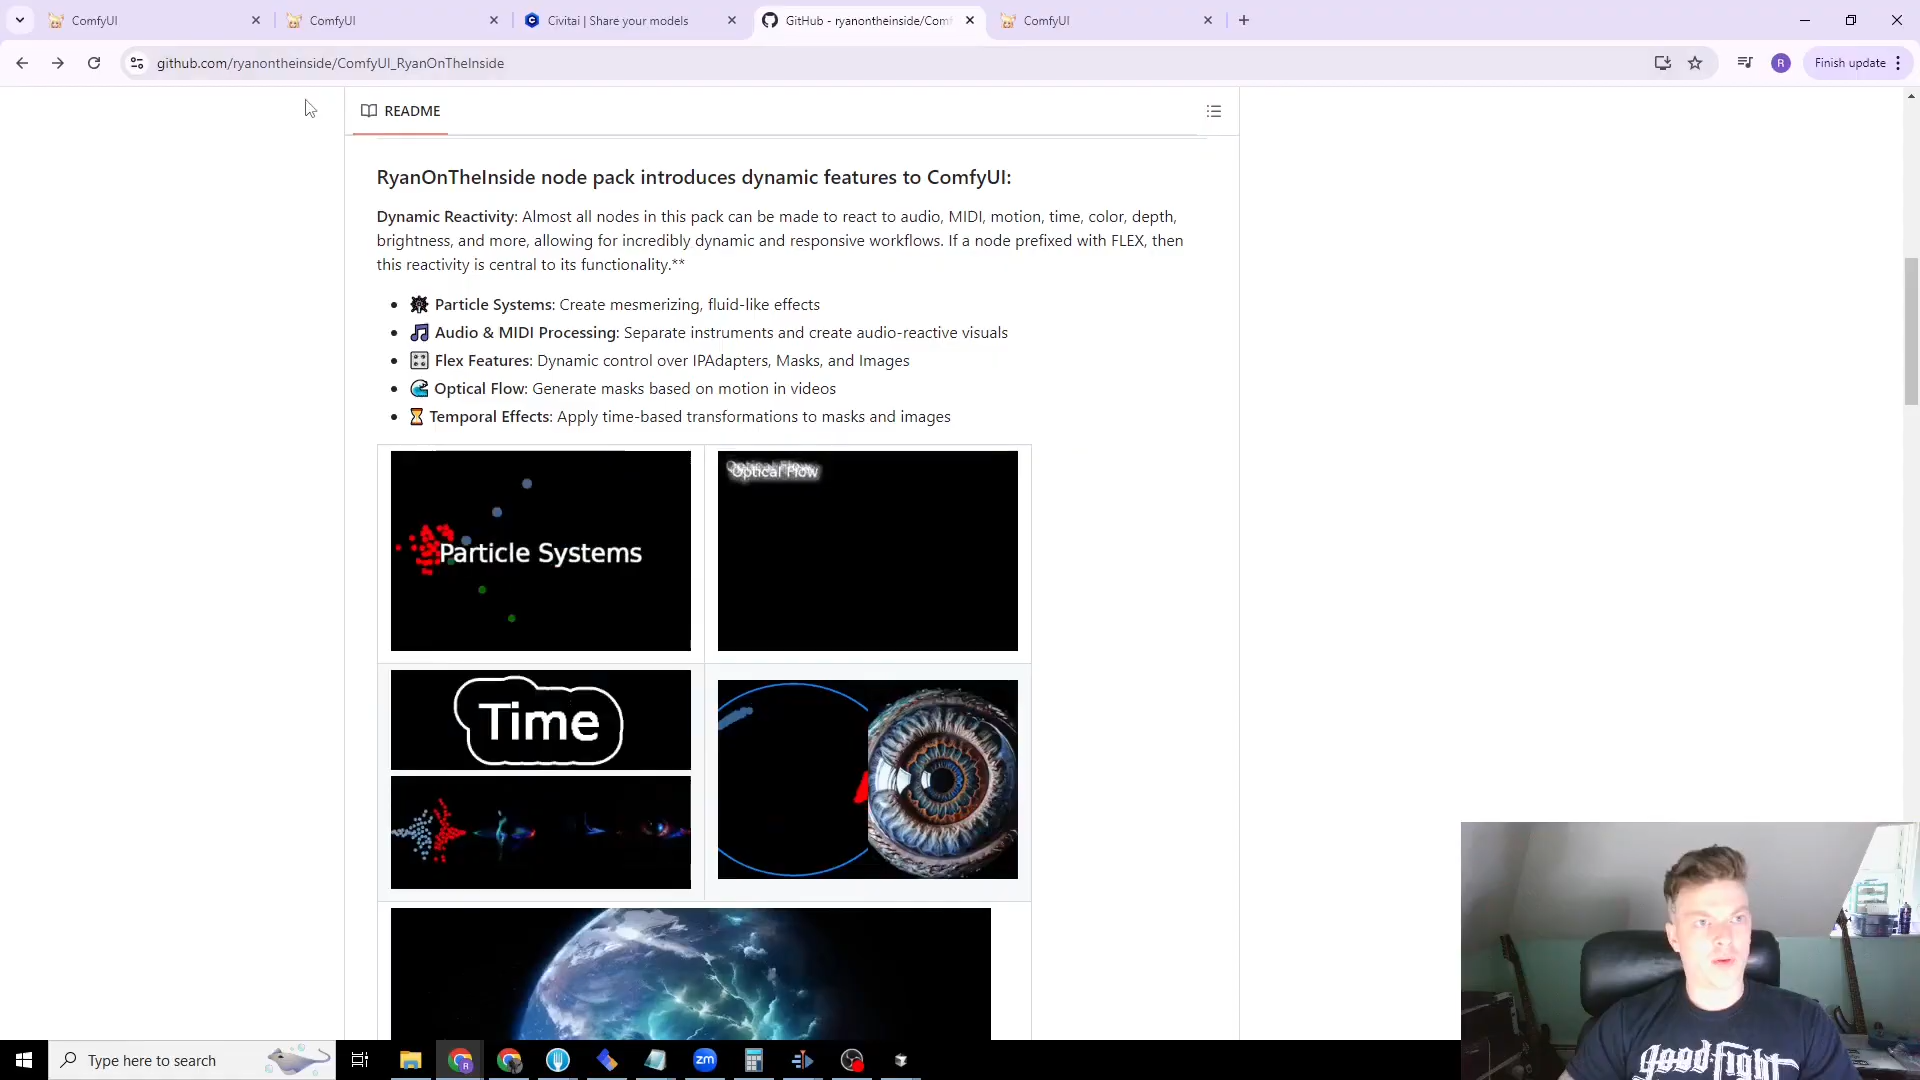 ComfyUI
ComfyUI
Civitai | Share your models
GitHub - ryanontheinside/Comf
ComfyUI
github.com/ryanontheinside/ComfyUI_RyanOnTheInside
R
Finish update
README
RyanOnTheInside node pack introduces dynamic features to ComfyUI:
Dynamic Reactivity: Almost all nodes in this pack can be made to react to audio, MIDI, motion, time, color, depth,
brightness, and more, allowing for incredibly dynamic and responsive workflows. If a node prefixed with FLEX, then
this reactivity is central to its functionality.**
Particle Systems: Create mesmerizing, fluid-like effects
Audio & MIDI Processing: Separate instruments and create audio-reactive visuals
Flex Features: Dynamic control over IPAdapters, Masks, and Images
Optical Flow: Generate masks based on motion in videos
Temporal Effects: Apply time-based transformations to masks and images
Optical Flow
Particle Systems
Time
goodfight
Type here to search
R
zm